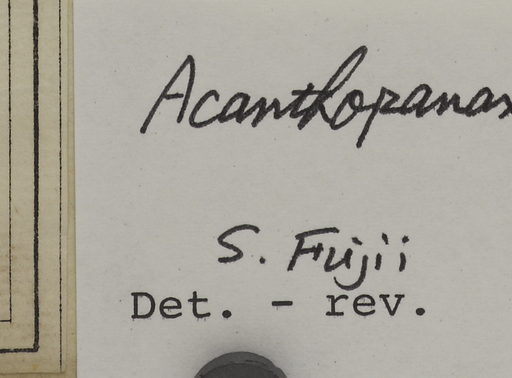 Acanthopanax
S. Fujii
Det. - rev.